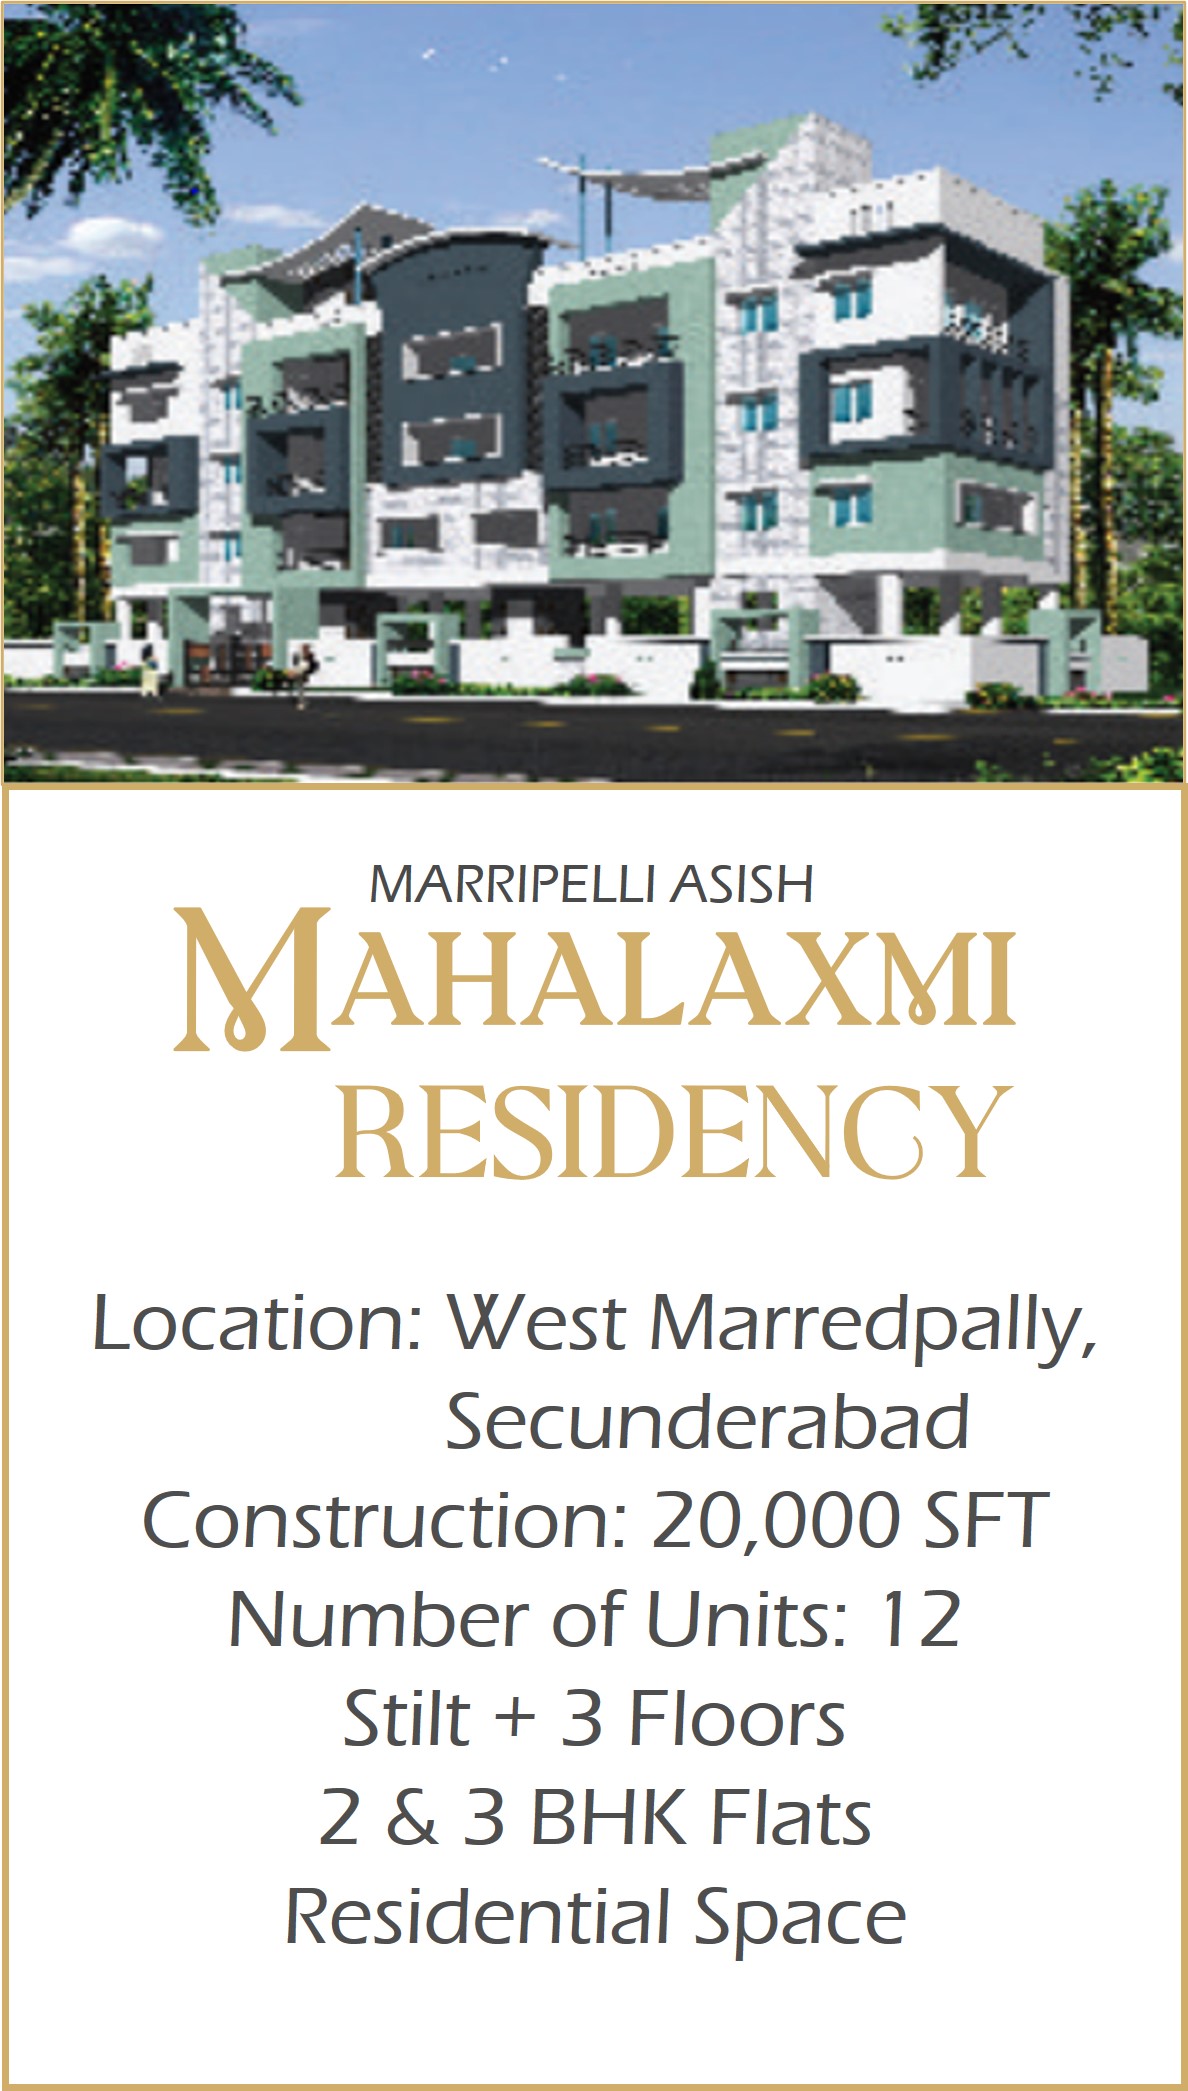 MARRIPELLI ASISH
MAHALAXMI
RESIDENCY
Location: West Marredpally,
Secunderabad
Construction: 20,000 SFT
Number of Units: 12
Stilt + 3 Floors
2 & 3 BHK Flats
Residential Space